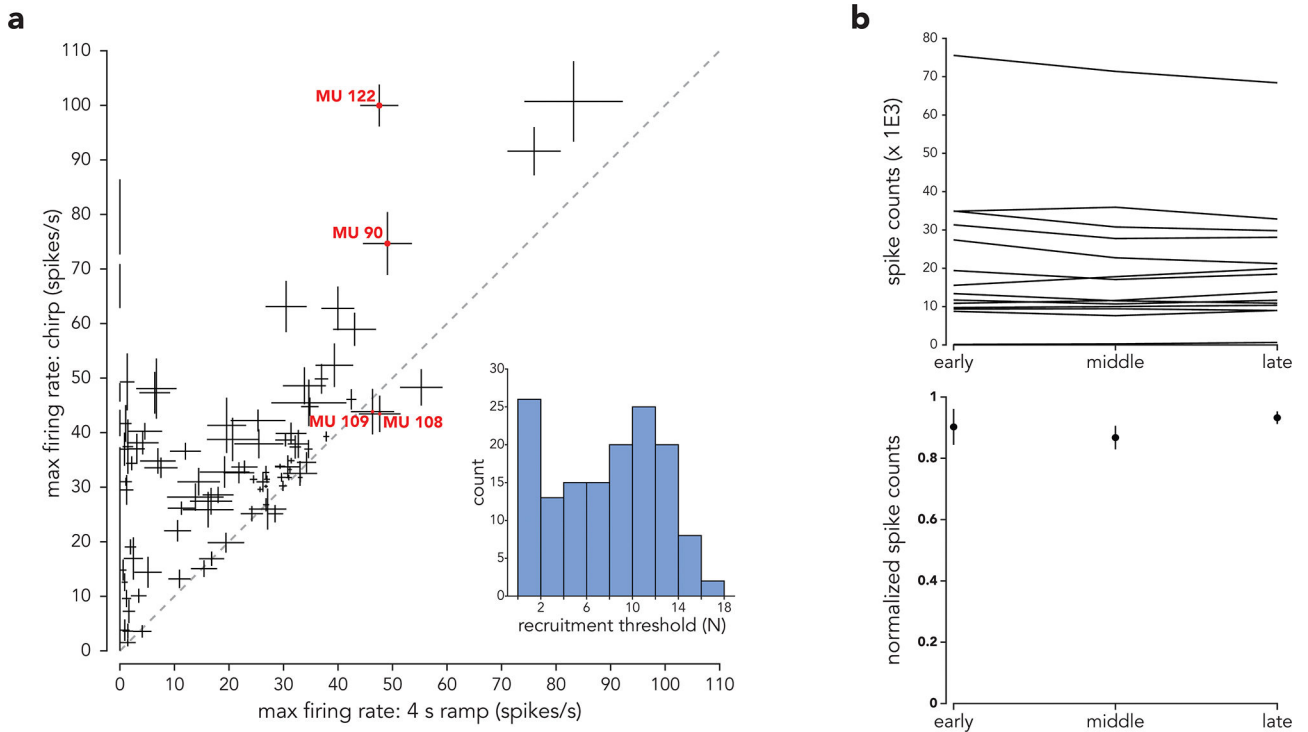 a
110
100
90
80
70
60
50
40
30
20
10
0
max firing rate: chirp (spikes/s)
MU 122
MU 90
MU 109
MU 108
0 10 20 30 40 50 60 70 80 90 100 110
max firing rate: 4 s ramp (spikes/s)
30
25
20
15
10
5
0
count
2 6 10 14 18
recruitment threshold (N)
b
80
70
60
50
40
30
20
10
0
spike counts (x 1E3)
early middle late
1
0.8
0.6
0.4
0.2
0
normalized spike counts
early middle late